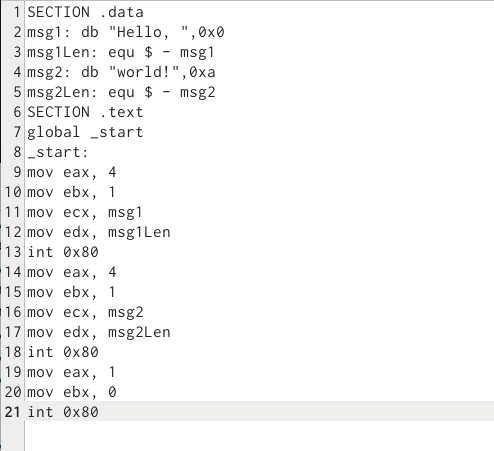 1 SECTION .data
2 msg1: db "Hello, ",0x0
3 msg1Len: equ $ - msg1
4 msg2: db "world!",0xa
5 msg2Len: equ $ - msg2
6 SECTION .text
7 global _start
8 _start:
9 mov eax, 4
10 mov ebx, 1
11 mov ecx, msg1
12 mov edx, msg1Len
13 int 0x80
14 mov eax, 4
15 mov ebx, 1
16 mov ecx, msg2
17 mov edx, msg2Len
18 int 0x80
19 mov eax, 1
20 mov ebx, 0
21 int 0x80